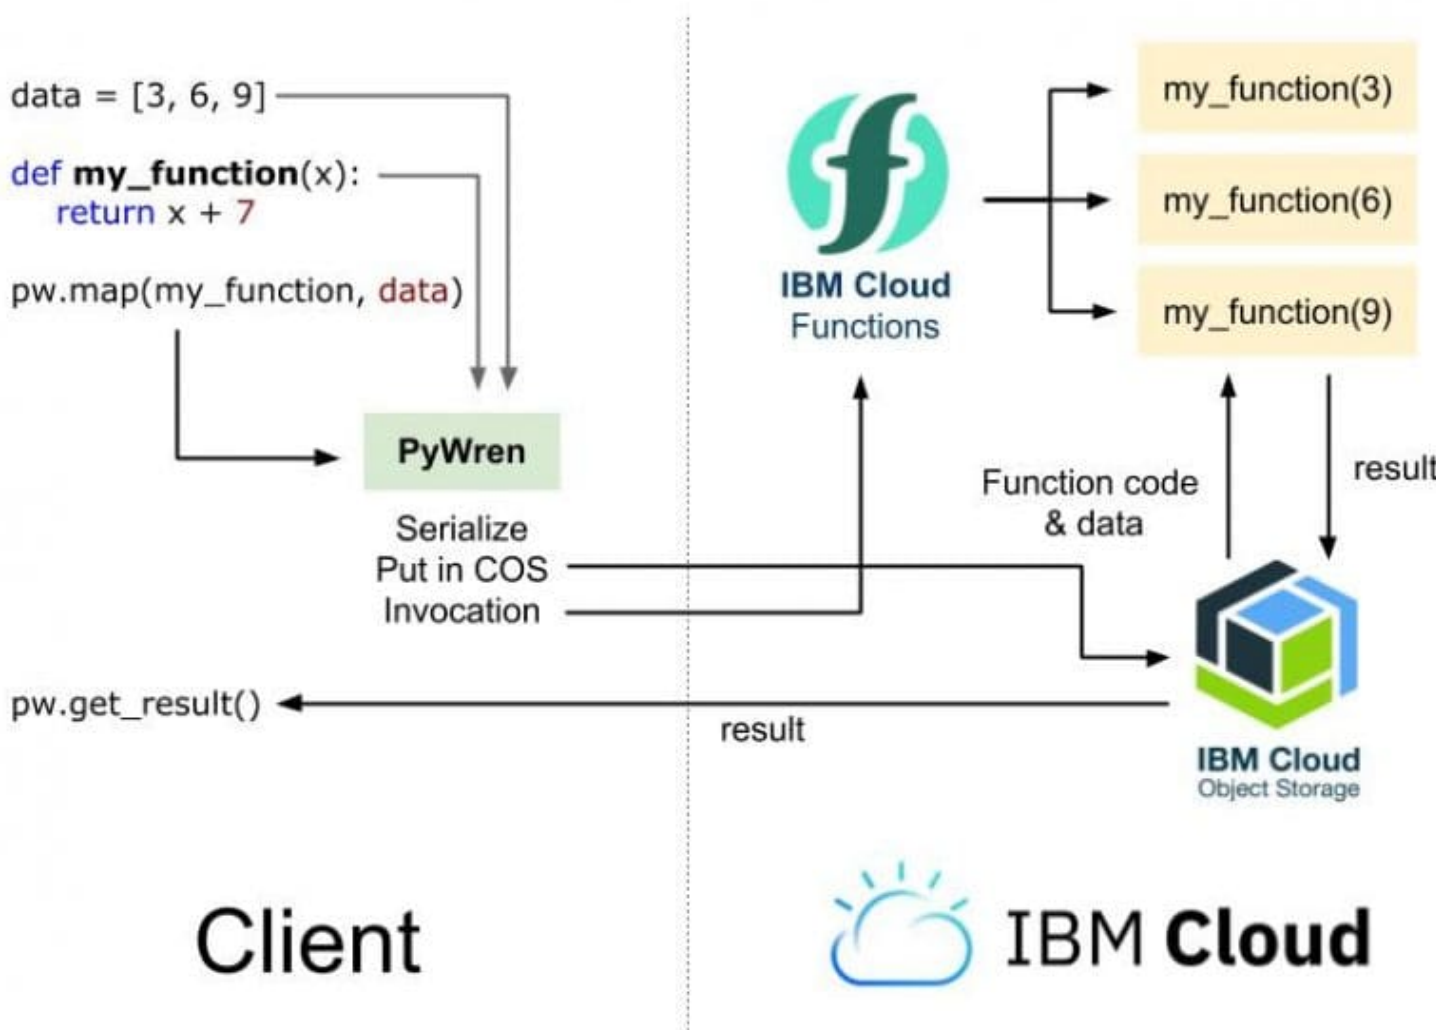 data = [3, 6, 9]
def my_function(x):
return x + 7
pw.map(my_function, data)
PyWren
Serialize
Put in COS
Invocation
pw.get_result()
Client
IBM Cloud
Functions
my_function(3)
my_function(6)
my_function(9)
Function code
& data
result
result
IBM Cloud
Object Storage
IBM Cloud